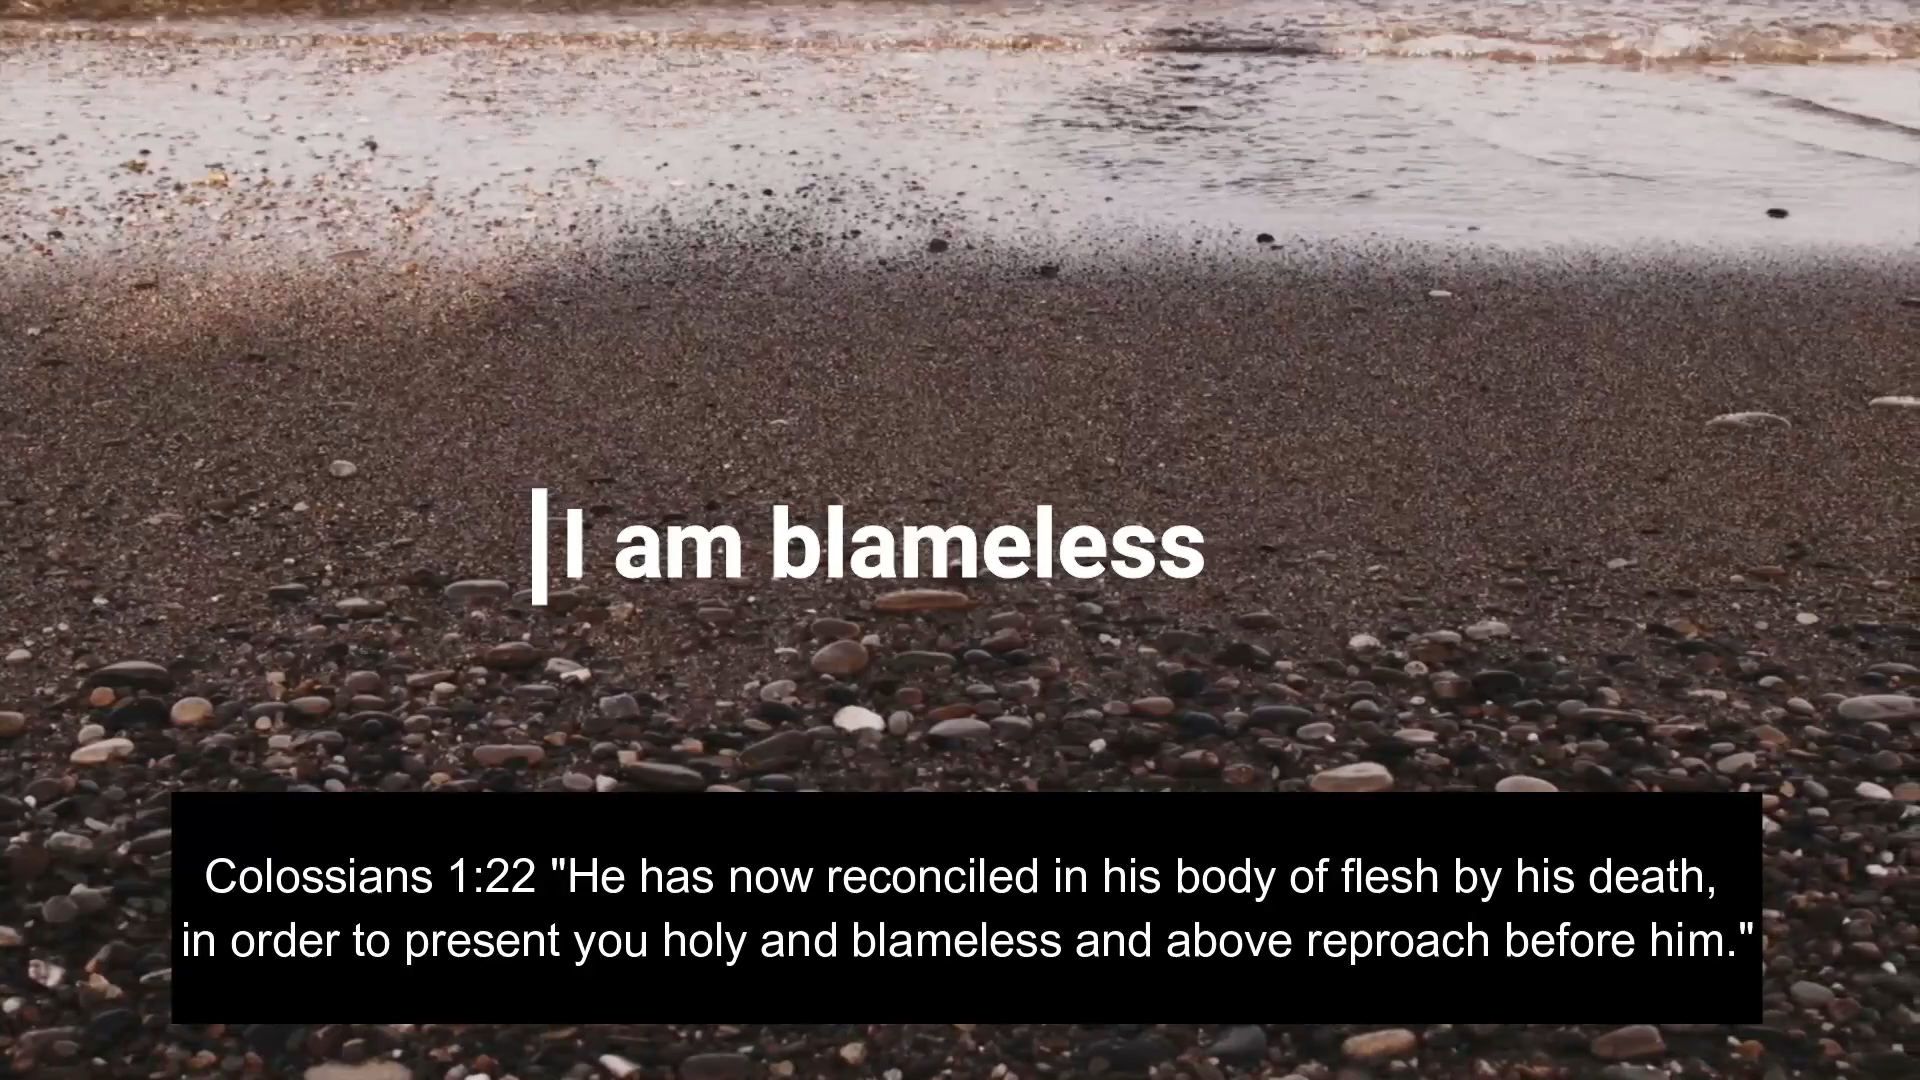 I am blameless
Colossians 1:22 "He has now reconciled in his body of flesh by his death,
in order to present you holy and blameless and above reproach before him."